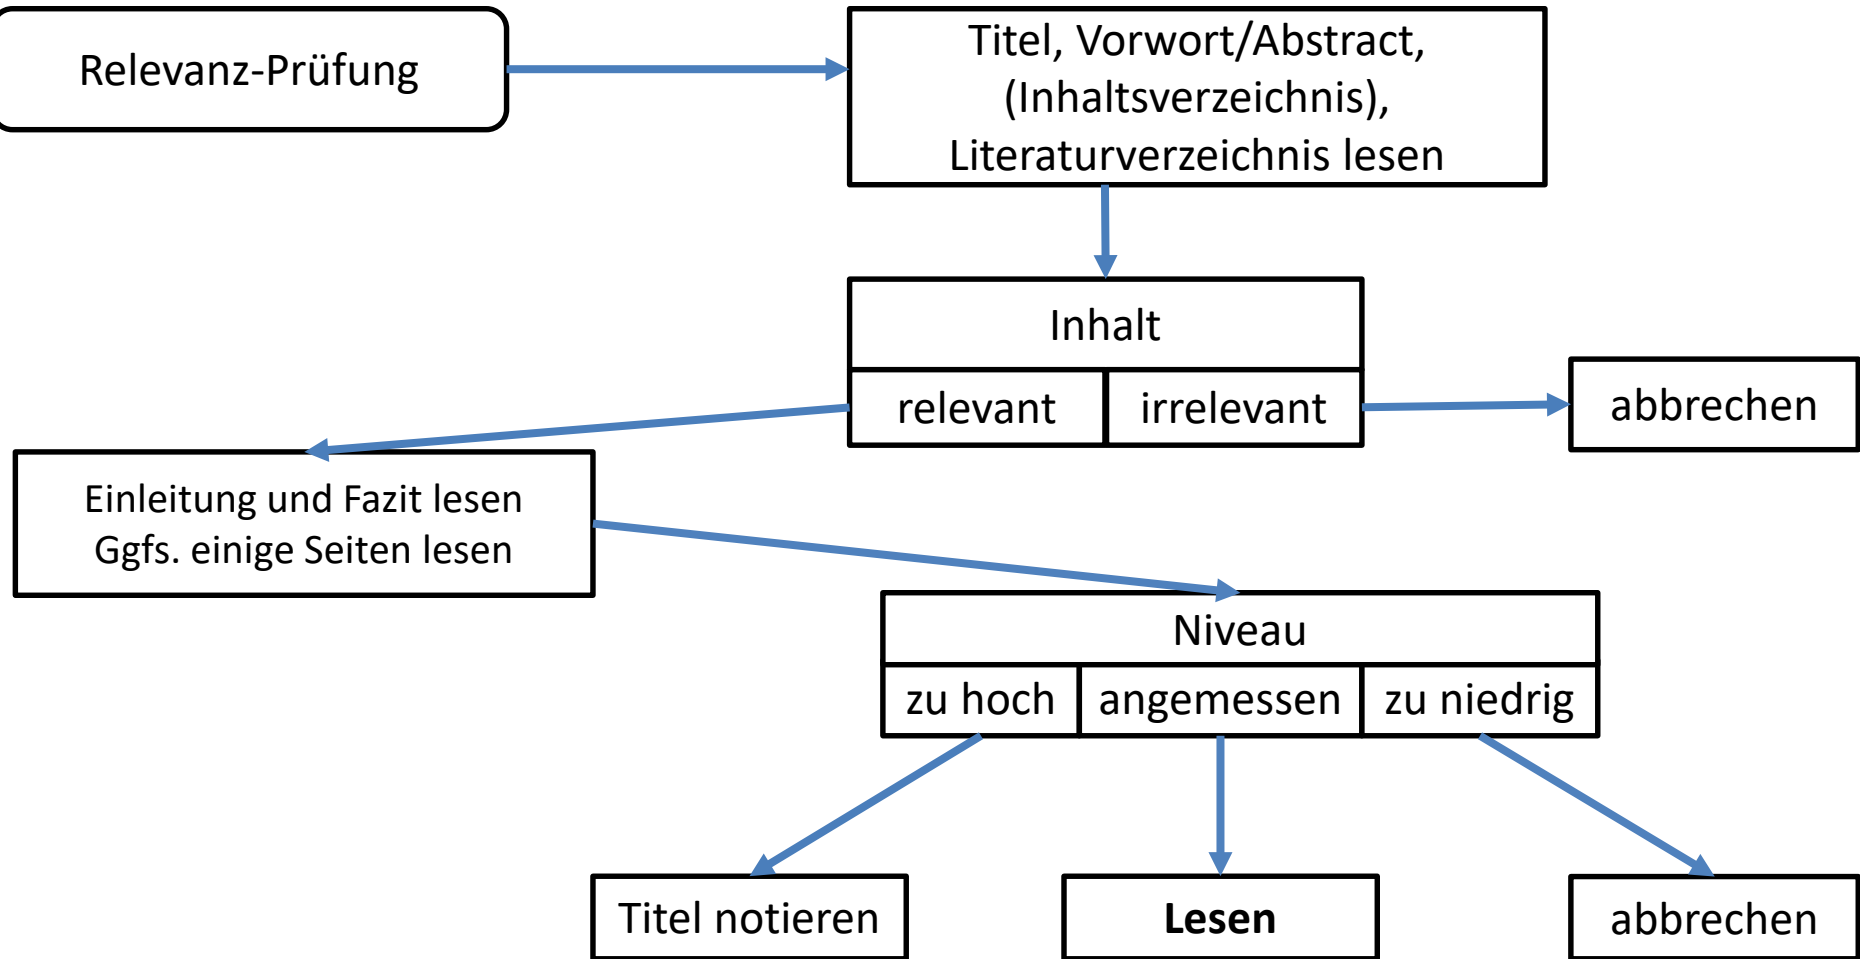 Relevanz-Prüfung
Titel, Vorwort/Abstract,
(Inhaltsverzeichnis),
Literaturverzeichnis lesen
Inhalt
relevant
irrelevant
abbrechen
Einleitung und Fazit lesen
Ggfs. einige Seiten lesen
Niveau
zu hoch
angemessen
zu niedrig
Titel notieren
Lesen
abbrechen